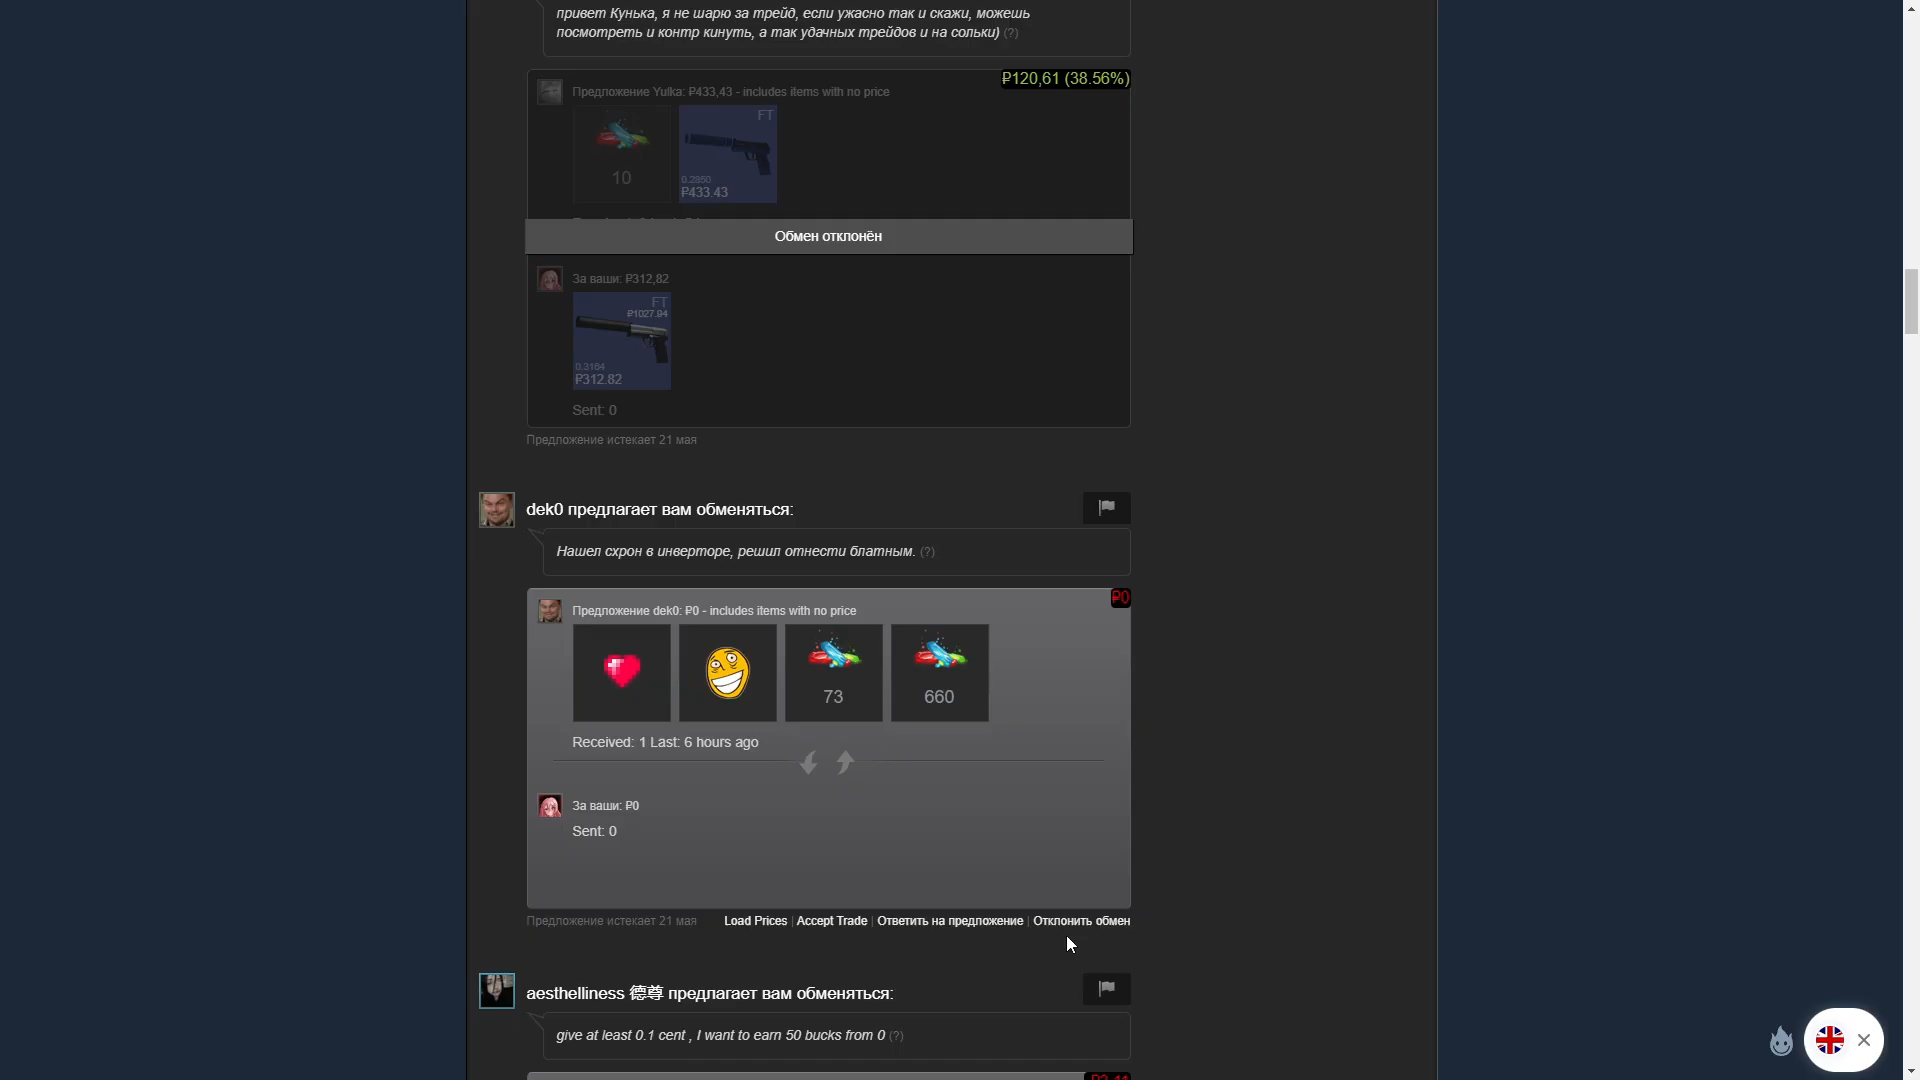 привет Кунька, я не шарю за трейд, если ужасно так и скажи, можешь
посмотреть и контр кинуть, а так удачных трейдов и на сольки) (?)
₽120,61 (38.56%)
Предложение Yulka: ₽433,43 - includes items with no price
FT
10
0.2850
₽433.43
Обмен отклонён
За ваши: ₽312,82
FT
₽1027.94
0.3164
₽312.82
Sent: 0
Предложение истекает 21 мая
dek0 предлагает вам обменяться:
Нашел схрон в инверторе, решил отнести блатным. (?)
₽0
Предложение dek0: ₽0 - includes items with no price
73
660
Received: 1 Last: 6 hours ago
За ваши: ₽0
Sent: 0
Предложение истекает 21 мая
Load Prices | Accept Trade | Ответить на предложение | Отклонить обмен
aesthelliness 德尊 предлагает вам обменяться:
give at least 0.1 cent , I want to earn 50 bucks from 0 (?)